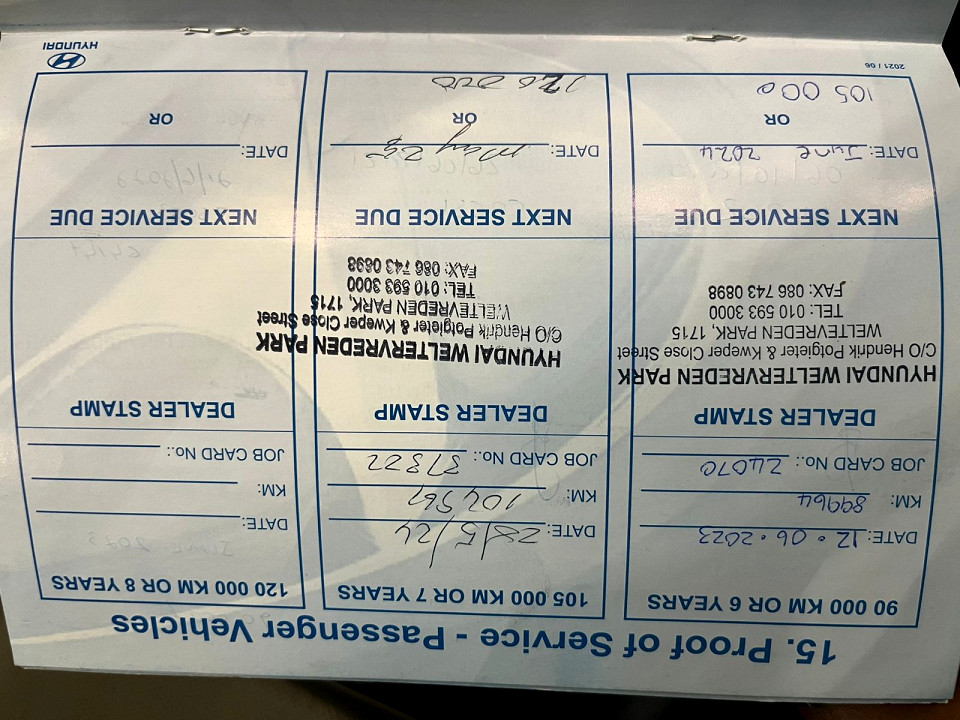 15. Proof of Service - Passenger Vehicles
90 000 KM OR 6 YEARS
DATE: 12.06.2023
KM: 89964
JOB CARD No.: 24070
DEALER STAMP
HYUNDAI WELTERVREDEN PARK
C/O Hendrik Potgieter & Kweper Close Street
WELTEVREDEN PARK, 1715
TEL: 010 593 3000
FAX: 086 743 0898
NEXT SERVICE DUE
DATE: June 2024
OR
105 000
105 000 KM OR 7 YEARS
DATE: 28/5/24
KM: 104567
JOB CARD No.: 37322
DEALER STAMP
HYUNDAI WELTERVREDEN PARK
C/O Hendrik Potgieter & Kweper Close Street
WELTEVREDEN PARK, 1715
TEL: 010 593 3000
FAX: 086 743 0898
NEXT SERVICE DUE
DATE: May 25
OR
120 000
120 000 KM OR 8 YEARS
DATE:
KM:
JOB CARD No.:
DEALER STAMP
NEXT SERVICE DUE
DATE:
OR
2021 / 06
HYUNDAI